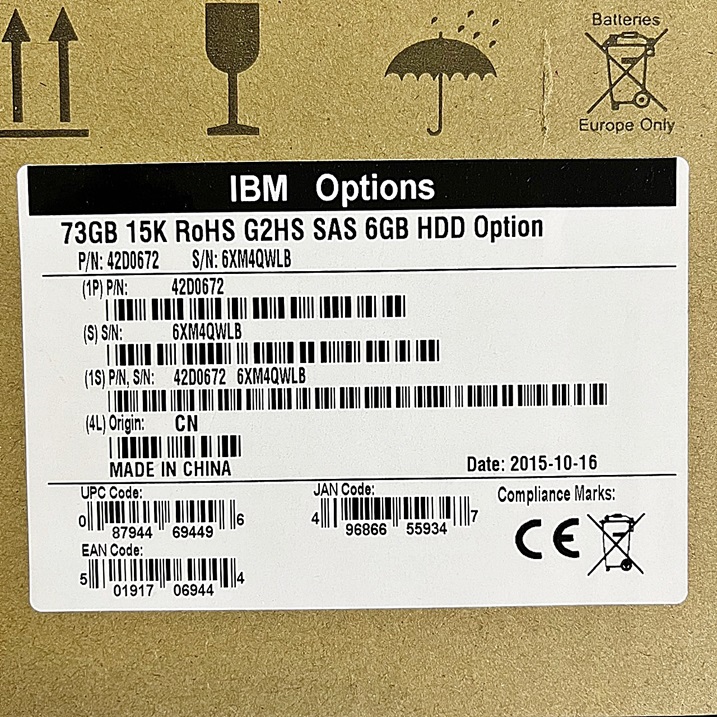 Batteries
Europe Only
IBM Options
73GB 15K RoHS G2HS SAS 6GB HDD Option
P/N: 42D0672 S/N: 6XM4QWLB
(1P) P/N: 42D0672
(S) S/N: 6XM4QWLB
(1S) P/N, S/N: 42D0672 6XM4QWLB
(4L) Origin: CN
MADE IN CHINA Date: 2015-10-16
UPC Code: JAN Code: Compliance Marks:
0 87944 69449 6 4 96866 55934 7
CE
EAN Code:
5 01917 06944 4